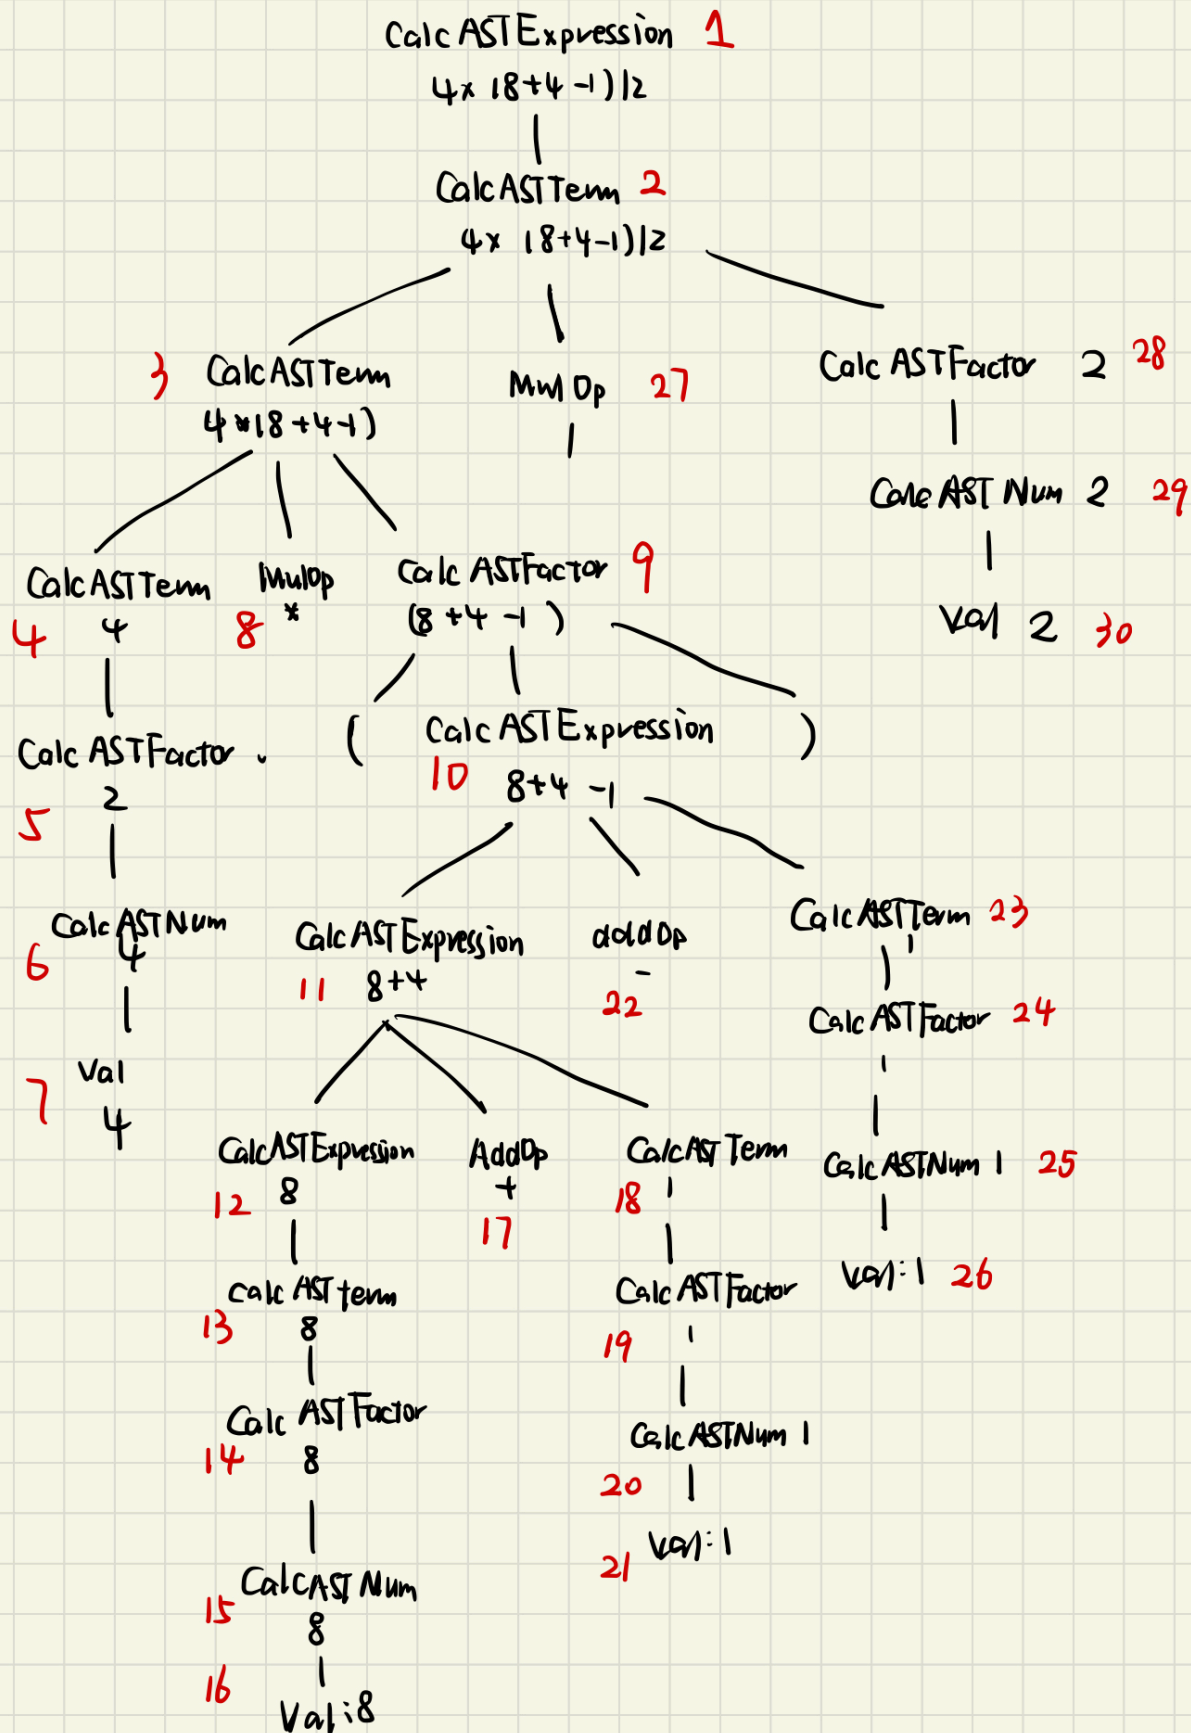 CalcASTExpression 1
4× (8+4-1)/2
CalcASTTerm 2
4× (8+4-1)/2
3 CalcASTTerm
4*(8+4-1)
MulOp 27
CalcASTFactor 2 28
CalcASTNum 2 29
Val 2 30
CalcASTTerm
4 4
MulOp
8 *
CalcASTFactor 9
(8+4-1)
CalcASTFactor .
5 2
( CalcASTExpression )
10 8+4-1
CalcASTNum
6 4
Val
7 4
CalcASTExpression
11 8+4
addOp
-
22
CalcASTTerm 23
1
CalcASTFactor 24
1
CalcASTNum 1 25
Val:1 26
CalcASTExpression
12 8
AddOp
+
17
CalcASTTerm
18 1
CalcASTterm
13 8
CalcASTFactor
19 1
CalcASTFactor
14 8
CalcASTNum 1
20
21 Val:1
CalcASTNum
15 8
16
Val:8